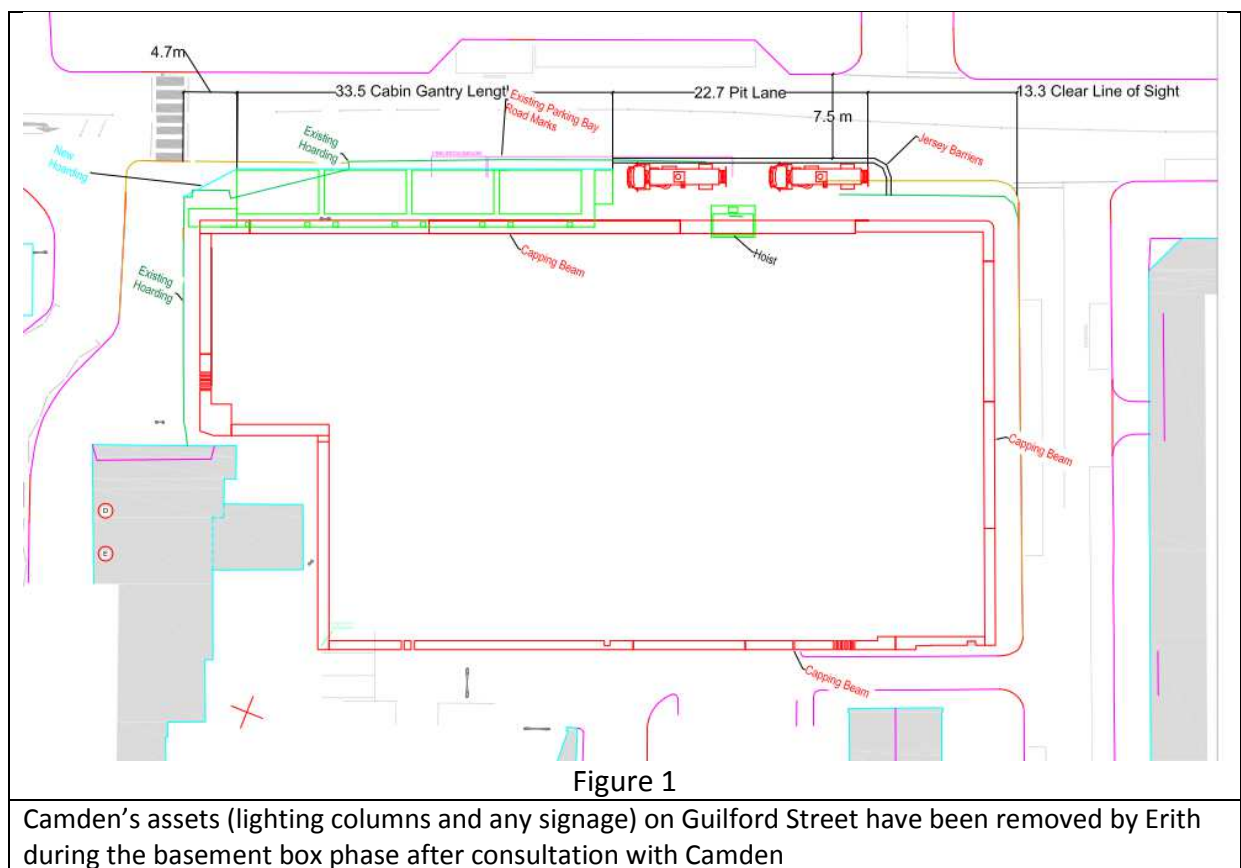 4.7m
33.5 Cabin Gantry Lengt
22.7 Pit Lane
13.3 Clear Line of Sight
7.5 m
Existing Parking Bay
Road Marks
Existing
Hoarding
New
Hoarding
Jersey Barriers
Capping Beam
Hoist
Existing
Hoarding
Capping Beam
D
E
Capping Beam
Figure 1
Camden’s assets (lighting columns and any signage) on Guilford Street have been removed by Erith
during the basement box phase after consultation with Camden